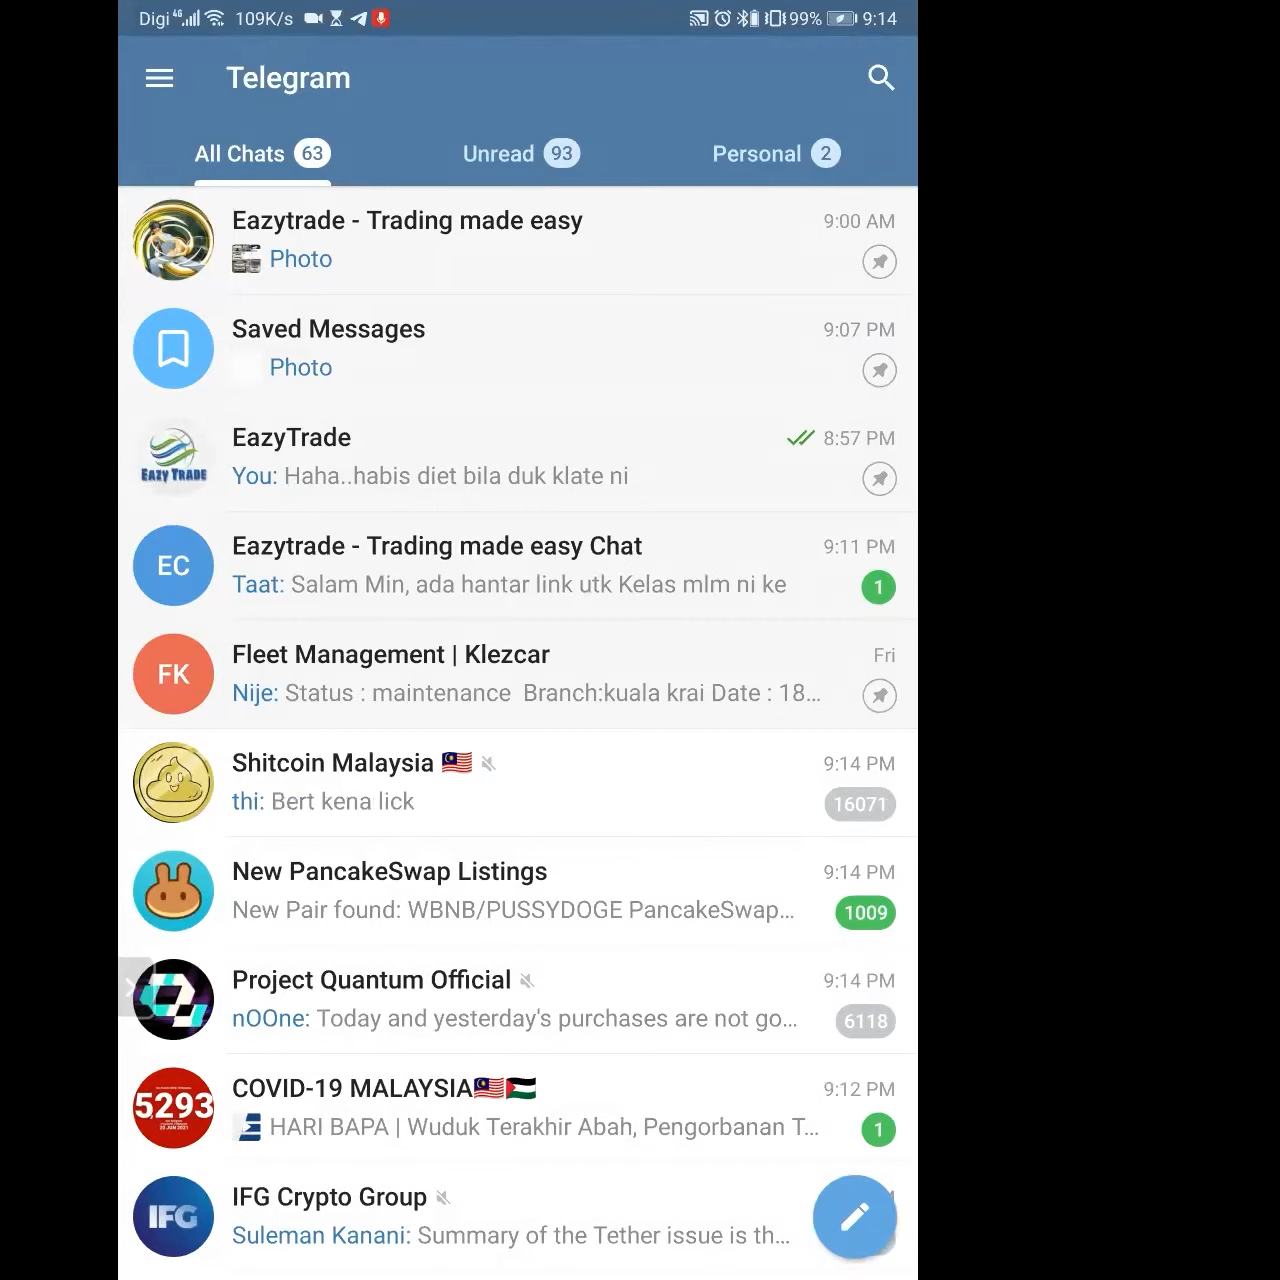 Digi 4G 109K/s 99% 9:14
Telegram
All Chats 63 Unread 93 Personal 2
Eazytrade - Trading made easy 9:00 AM
Photo
Saved Messages 9:07 PM
Photo
EazyTrade 8:57 PM
EAZY TRADE
You: Haha..habis diet bila duk klate ni
Eazytrade - Trading made easy Chat 9:11 PM
EC
Taat: Salam Min, ada hantar link utk Kelas mlm ni ke 1
Fleet Management | Klezcar Fri
FK
Nije: Status : maintenance Branch:kuala krai Date : 18...
Shitcoin Malaysia 🇲🇾 9:14 PM
thi: Bert kena lick 16071
New PancakeSwap Listings 9:14 PM
New Pair found: WBNB/PUSSYDOGE PancakeSwap... 1009
Project Quantum Official 9:14 PM
nOOne: Today and yesterday's purchases are not go... 6118
COVID-19 MALAYSIA🇲🇾🇵🇸 9:12 PM
5293
20 JUN 2021
HARI BAPA | Wuduk Terakhir Abah, Pengorbanan T... 1
IFG Crypto Group
IFG
Suleman Kanani: Summary of the Tether issue is th...